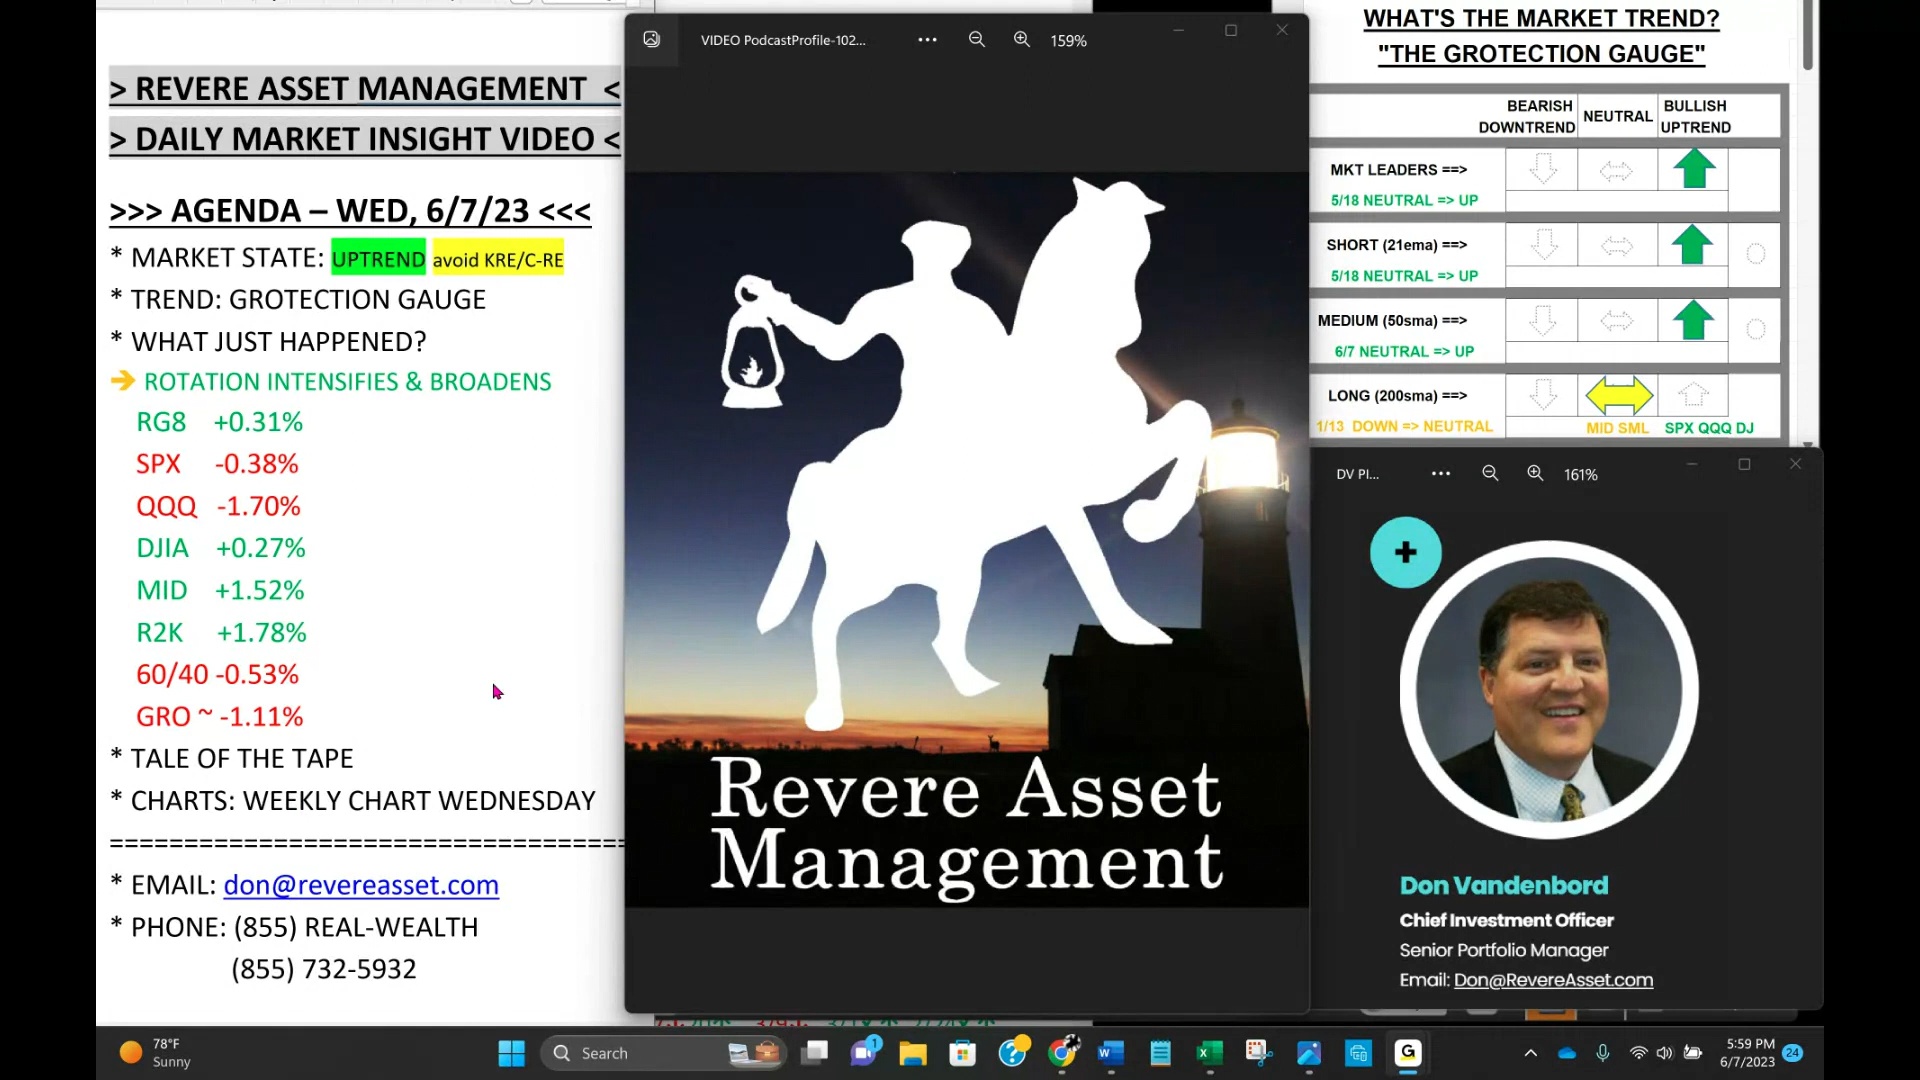 > REVERE ASSET MANAGEMENT <
> DAILY MARKET INSIGHT VIDEO <
>>> AGENDA – WED, 6/7/23 <<<
* MARKET STATE: UPTREND avoid KRE/C-RE
* TREND: GROTECTION GAUGE
* WHAT JUST HAPPENED?
➔ ROTATION INTENSIFIES & BROADENS
RG8 +0.31%
SPX -0.38%
QQQ -1.70%
DJIA +0.27%
MID +1.52%
R2K +1.78%
60/40 -0.53%
GRO ~ -1.11%
* TALE OF THE TAPE
* CHARTS: WEEKLY CHART WEDNESDAY
==============================
* EMAIL: don@revereasset.com
* PHONE: (855) REAL-WEALTH
(855) 732-5932
VIDEO PodcastProfile-102...
159%
Revere Asset
Management
WHAT'S THE MARKET TREND?
"THE GROTECTION GAUGE"
BEARISH DOWNTREND NEUTRAL BULLISH UPTREND
MKT LEADERS ==>
5/18 NEUTRAL => UP
SHORT (21ema) ==>
5/18 NEUTRAL => UP
MEDIUM (50sma) ==>
6/7 NEUTRAL => UP
LONG (200sma) ==>
1/13 DOWN => NEUTRAL MID SML SPX QQQ DJ
DV Pl... 161%
Don Vandenbord
Chief Investment Officer
Senior Portfolio Manager
Email: Don@RevereAsset.com
78°F
Sunny
Search
1
5:59 PM
6/7/2023
24